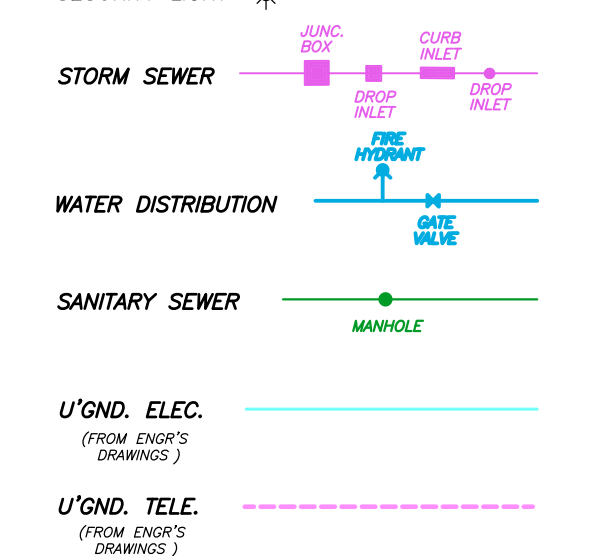 JUNC.
BOX
CURB
INLET
STORM SEWER
DROP
INLET
DROP
INLET
FIRE
HYDRANT
WATER DISTRIBUTION
GATE
VALVE
SANITARY SEWER
MANHOLE
U'GND. ELEC.
(FROM ENGR'S
DRAWINGS )
U'GND. TELE.
(FROM ENGR'S
DRAWINGS )